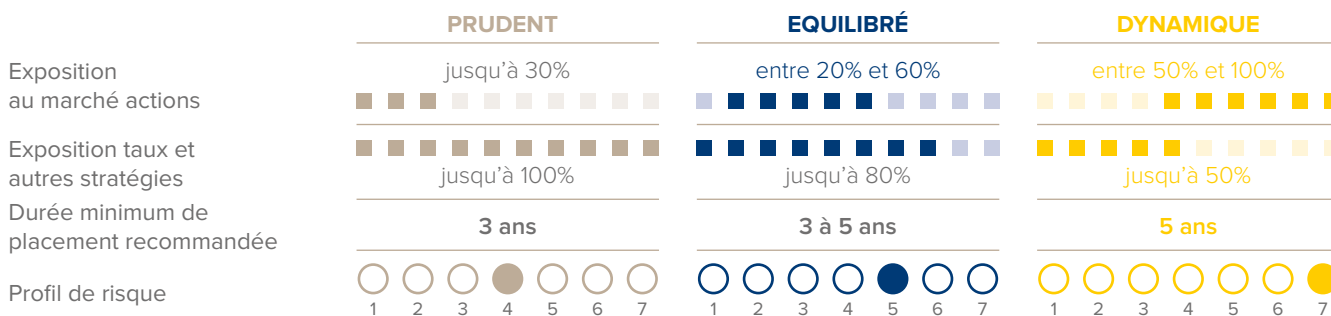 PRUDENT EQUILIBRÉ DYNAMIQUE
Exposition
au marché actions
jusqu'à 30% entre 20% et 60% entre 50% et 100%
Exposition taux et
autres stratégies
jusqu'à 100% jusqu'à 80% jusqu'à 50%
Durée minimum de
placement recommandée
3 ans 3 à 5 ans 5 ans
Profil de risque
1 2 3 4 5 6 7 1 2 3 4 5 6 7 1 2 3 4 5 6 7